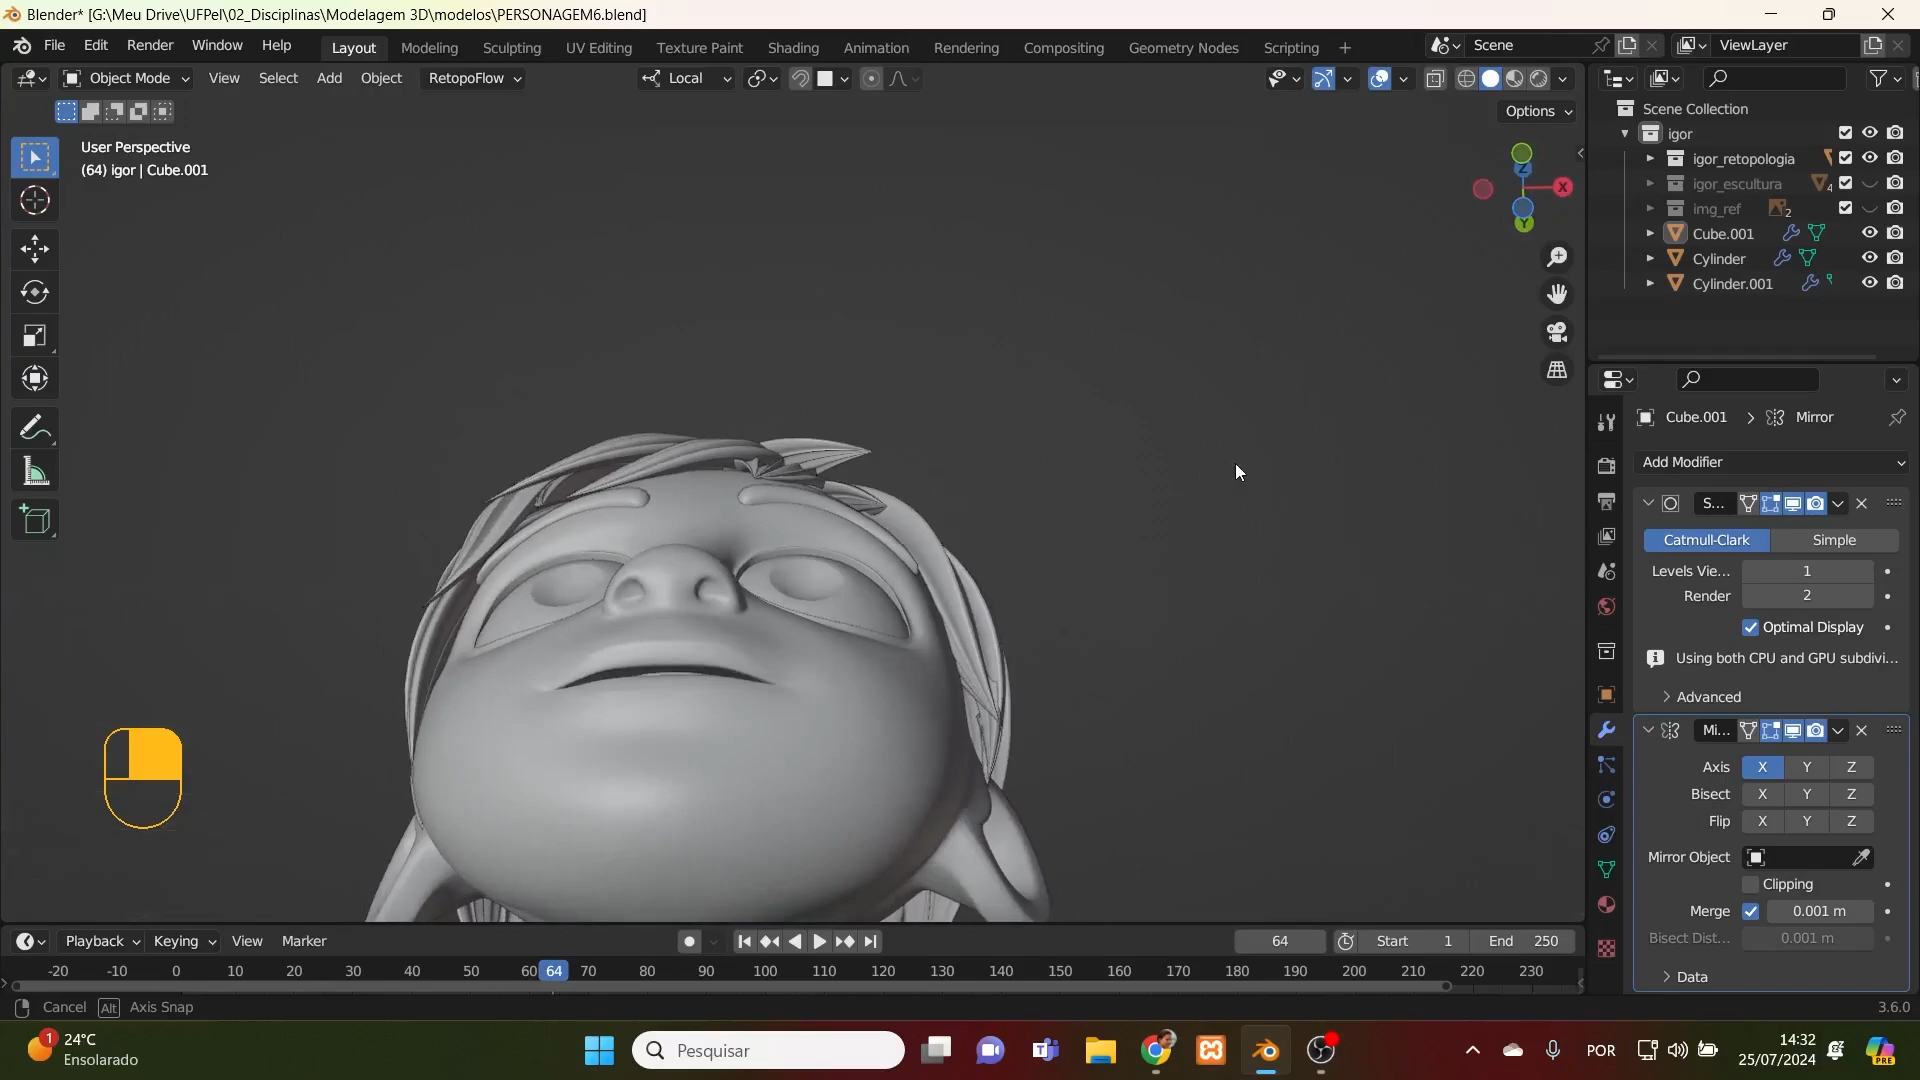 Blender* [G:\Meu Drive\UFPel\02_Disciplinas\Modelagem 3D\modelos\PERSONAGEM6.blend]
File Edit Render Window Help Layout Modeling Sculpting UV Editing Texture Paint Shading Animation Rendering Compositing Geometry Nodes Scripting + Scene ViewLayer
Object Mode View Select Add Object RetopoFlow Local
Options
User Perspective
(64) igor | Cube.001
Z
X
Y
Scene Collection
igor
igor_retopologia
igor_escultura 4
img_ref 2
Cube.001
Cylinder
Cylinder.001
Cube.001 > Mirror
Add Modifier
S...
Catmull-Clark Simple
Levels Vie... 1
Render 2
Optimal Display
Using both CPU and GPU subdivi...
Advanced
Mi...
Axis X Y Z
Bisect X Y Z
Flip X Y Z
Mirror Object
Clipping
Merge 0.001 m
Bisect Dist... 0.001 m
Data
Playback Keying View Marker 64 Start 1 End 250
-20 -10 0 10 20 30 40 50 60 64 70 80 90 100 110 120 130 140 150 160 170 180 190 200 210 220 230
Cancel Alt Axis Snap 3.6.0
1 24°C
Ensolarado
Pesquisar
POR
14:32
25/07/2024
PRE